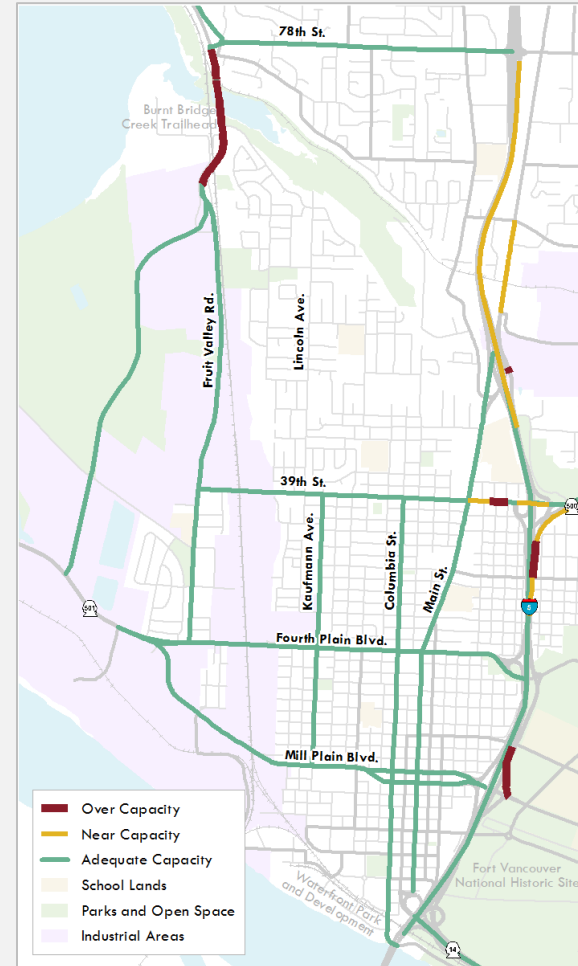 78th St.
Burnt Bridge
Creek Trailhead
Fruit Valley Rd.
Lincoln Ave.
39th St.
500
Kaufmann Ave.
Columbia St.
Main St.
501
5
Fourth Plain Blvd.
Mill Plain Blvd.
Over Capacity
Near Capacity
Adequate Capacity
School Lands
Parks and Open Space
Industrial Areas
Waterfront Park
and Development
Fort Vancouver
National Historic Site
14